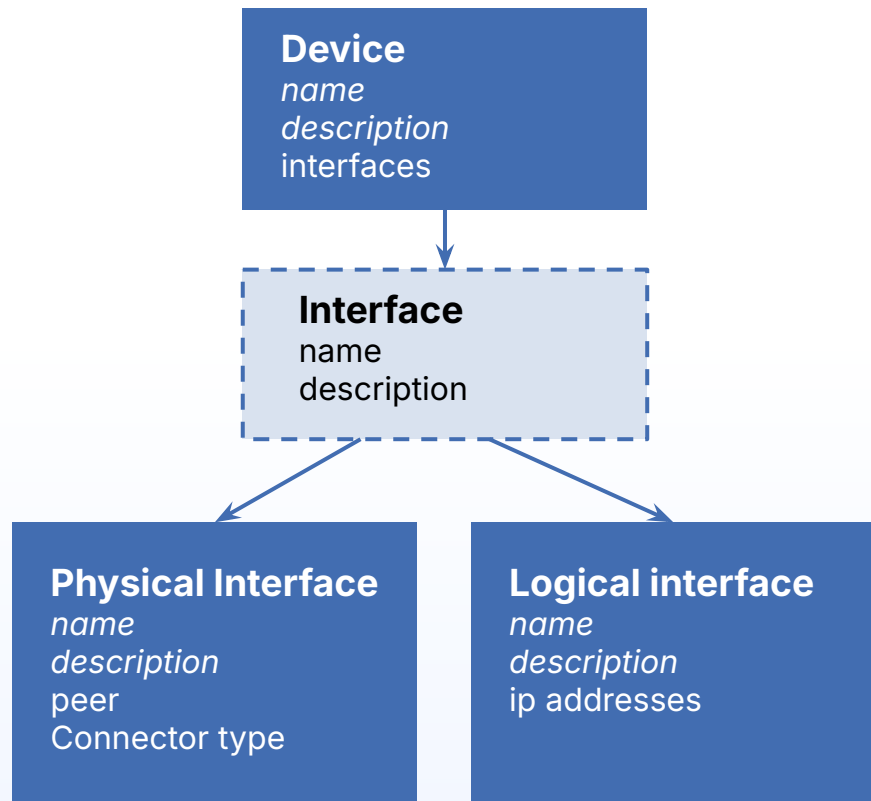 Device
name
description
interfaces
Interface
name
description
Physical Interface
name
description
peer
Connector type
Logical interface
name
description
ip addresses